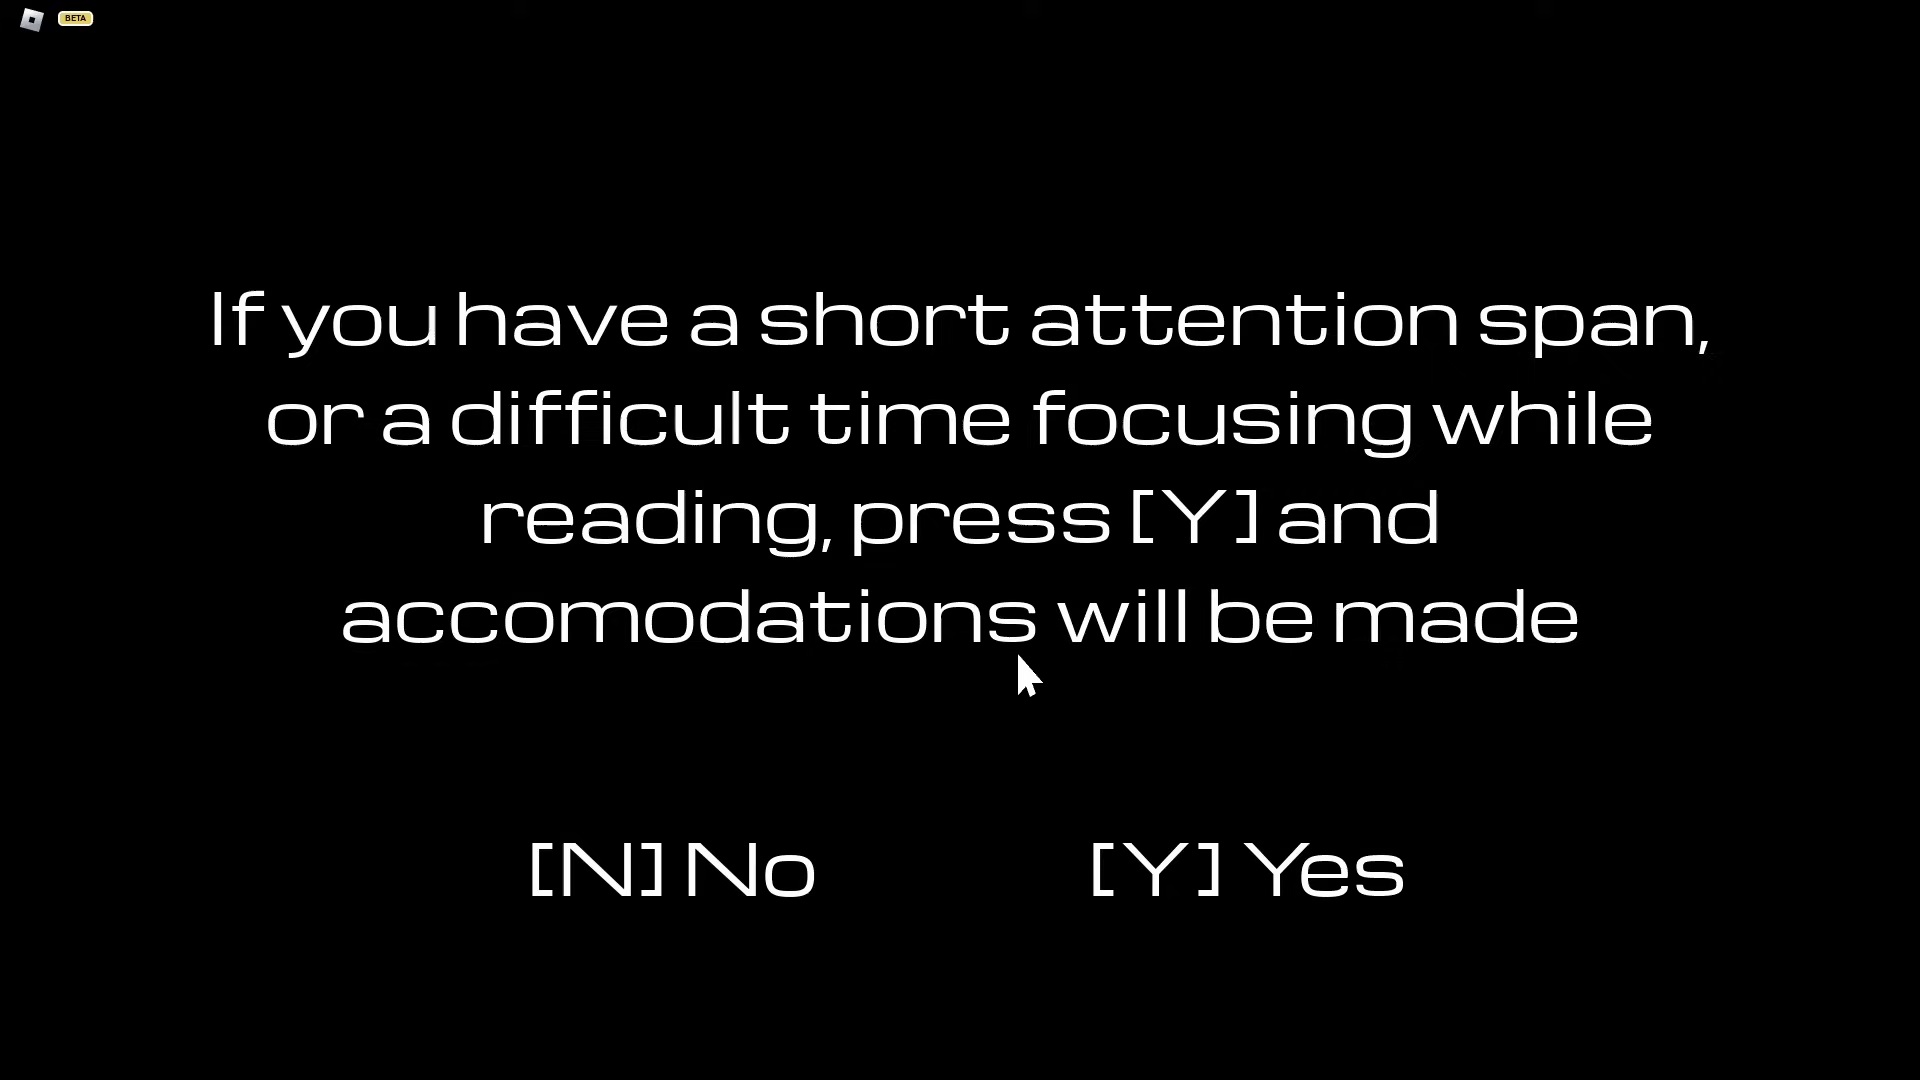 BETA
If you have a short attention span,
or a difficult time focusing while
reading, press [Y] and
accomodations will be made
[N] No [Y] Yes